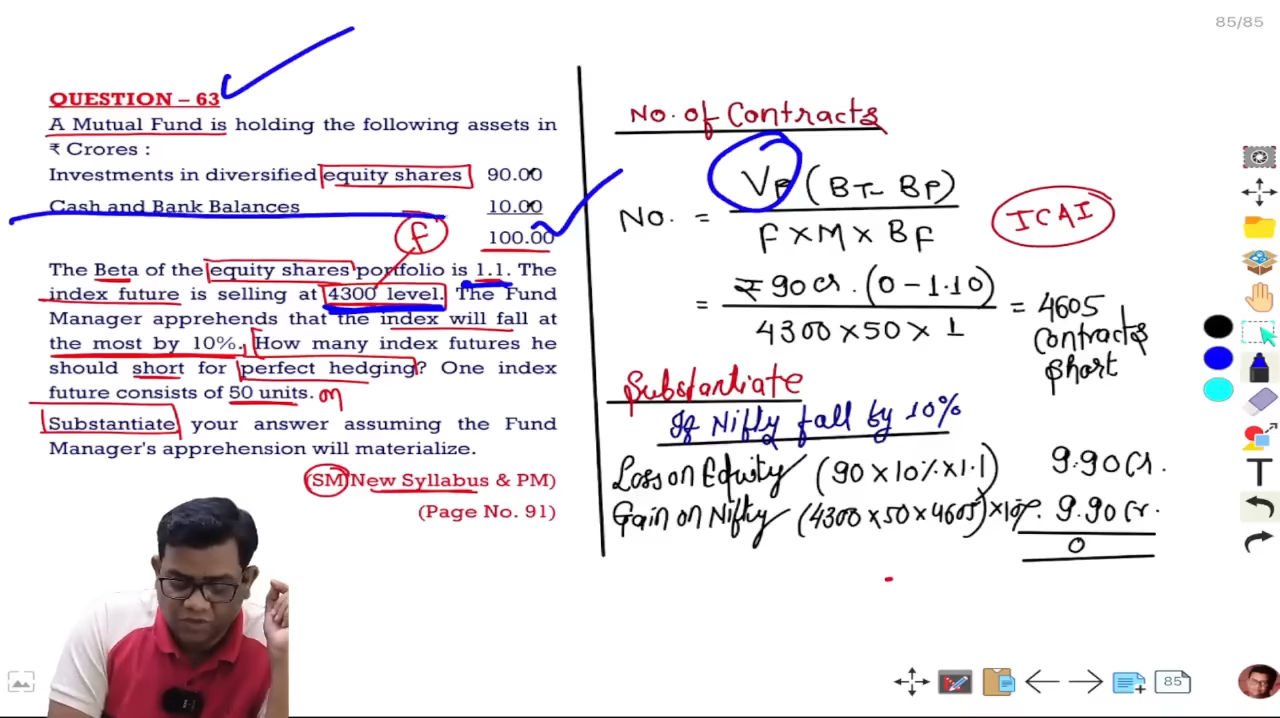 85/85
QUESTION – 63
A Mutual Fund is holding the following assets in
₹ Crores :
Investments in diversified equity shares 90.00
Cash and Bank Balances 10.00
100.00
F
The Beta of the equity shares portfolio is 1.1. The
index future is selling at 4300 level. The Fund
Manager apprehends that the index will fall at
the most by 10%. How many index futures he
should short for perfect hedging? One index
future consists of 50 units. m
Substantiate your answer assuming the Fund
Manager's apprehension will materialize.
(SM New Syllabus & PM)
(Page No. 91)
No. of Contracts
No. = VP (BT - BP) / F × M × BF
ICAI
= ₹ 90 cr. (0 - 1.10) / 4300 × 50 × 1 = 4605
Contracts
Short
Substantiate
If Nifty fall by 10%
Loss on Equity (90 × 10% × 1.1) 9.90 Cr.
Gain on Nifty (4300 × 50 × 4605) × 10%. 9.90 Cr.
0
T
85